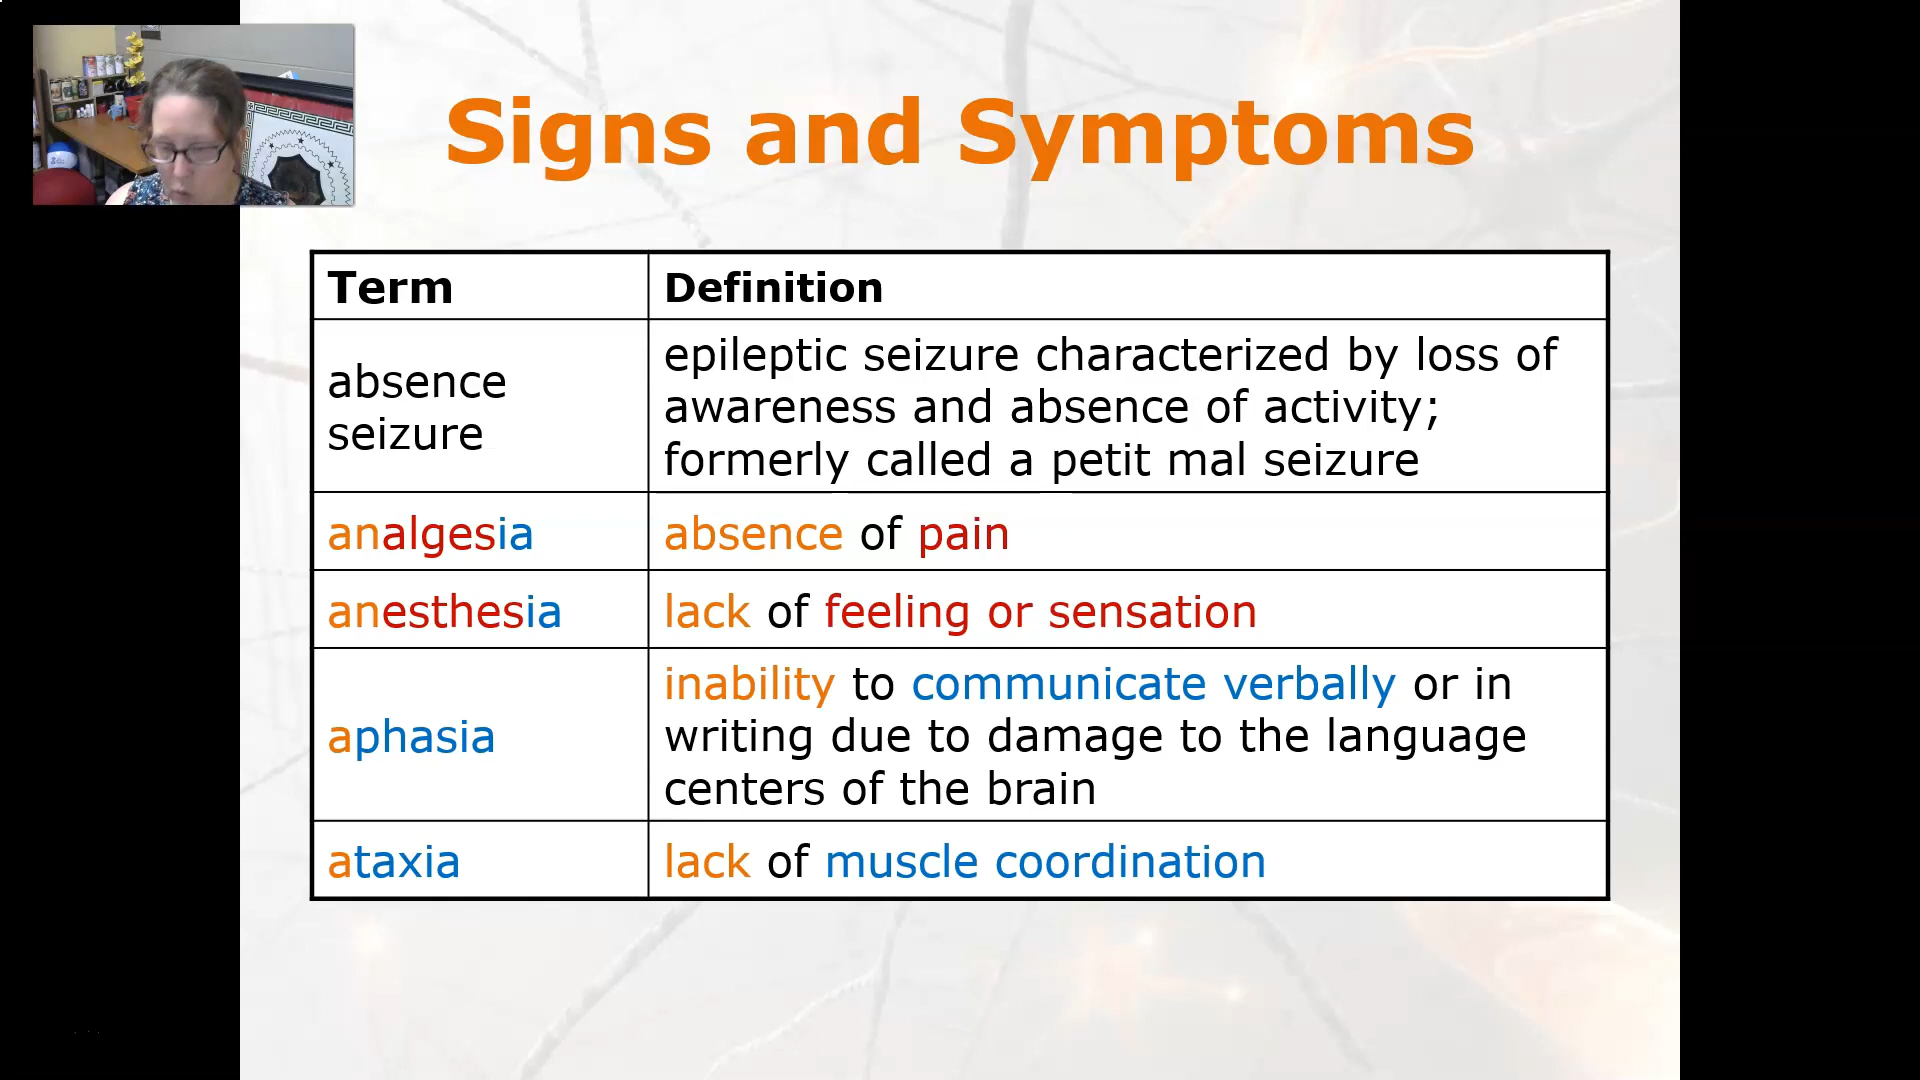 Signs and Symptoms
Term
Definition
absence
seizure
epileptic seizure characterized by loss of
awareness and absence of activity;
formerly called a petit mal seizure
analgesia
absence of pain
anesthesia
lack of feeling or sensation
aphasia
inability to communicate verbally or in
writing due to damage to the language
centers of the brain
ataxia
lack of muscle coordination